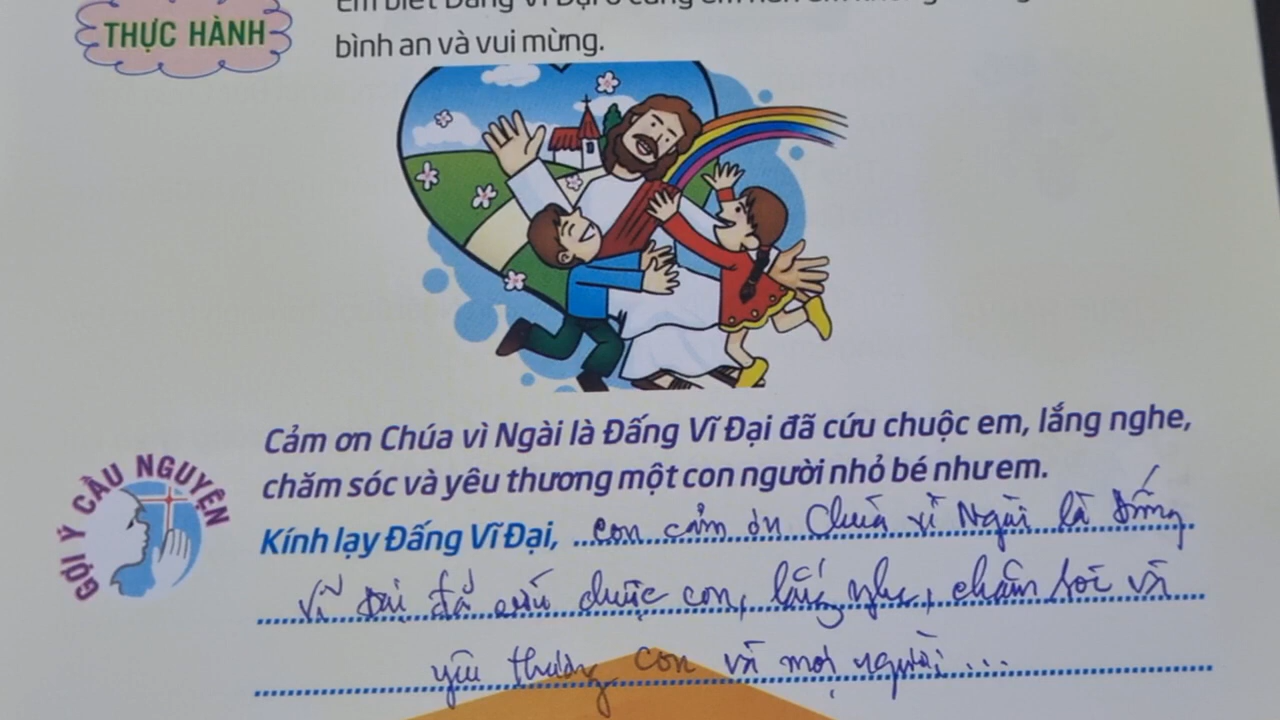 THỰC HÀNH
bình an và vui mừng.
GỢI Ý CẦU NGUYỆN
Cảm ơn Chúa vì Ngài là Đấng Vĩ Đại đã cứu chuộc em, lắng nghe,
chăm sóc và yêu thương một con người nhỏ bé như em.
Kính lạy Đấng Vĩ Đại, con cảm ơn Chúa vì Ngài là Đấng
Vĩ Đại đã cứu chuộc con, lắng nghe, chăm sóc và
yêu thương con và mọi người...